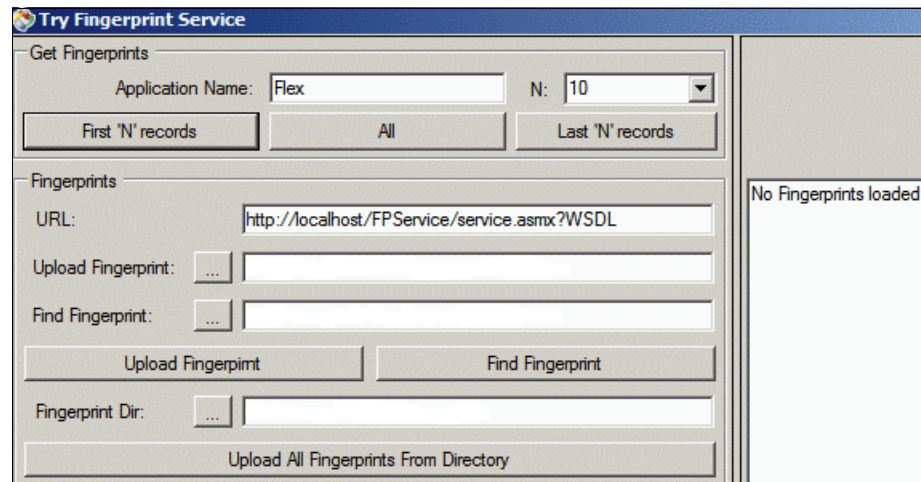 Try Fingerprint Service
Get Fingerprints
Application Name: Flex N: 10
First 'N' records All Last 'N' records
Fingerprints
No Fingerprints loaded
URL: http://localhost/FPService/service.asmx?WSDL
Upload Fingerprint: ...
Find Fingerprint: ...
Upload Fingerpirnt Find Fingerprint
Fingerprint Dir: ...
Upload All Fingerprints From Directory